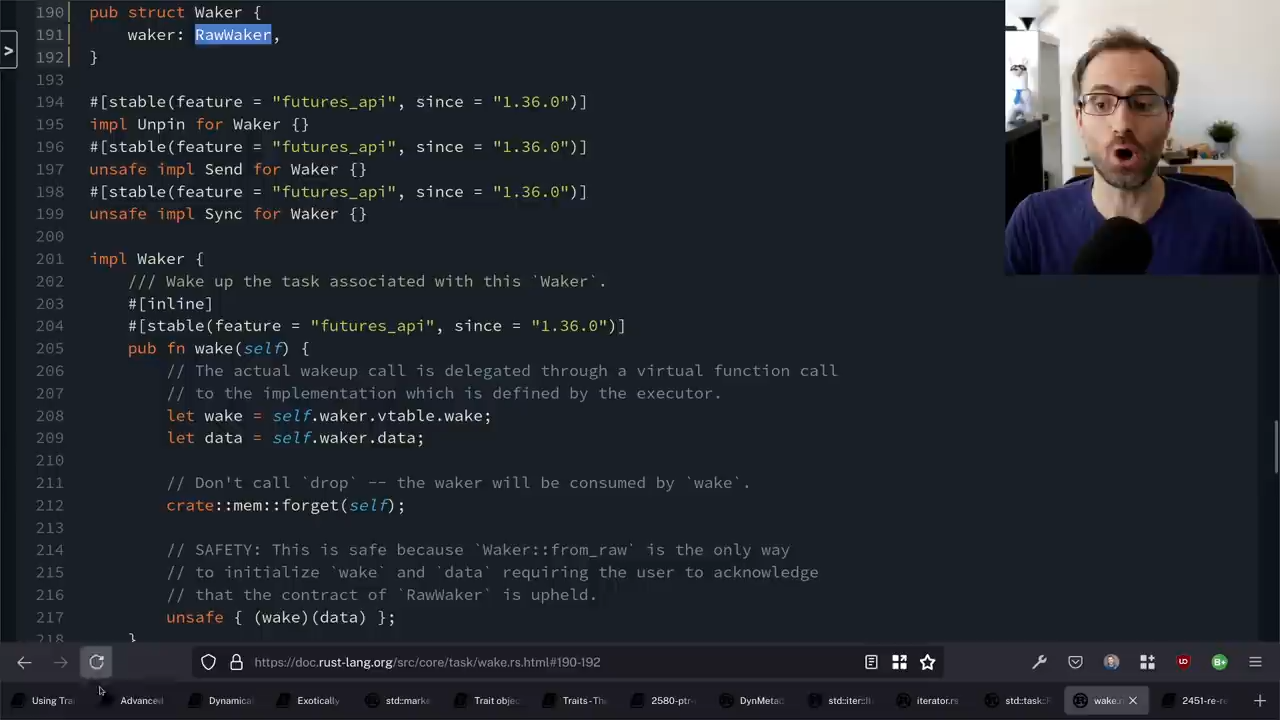 190 pub struct Waker {
191 waker: RawWaker,
192 }
193
194 #[stable(feature = "futures_api", since = "1.36.0")]
195 impl Unpin for Waker {}
196 #[stable(feature = "futures_api", since = "1.36.0")]
197 unsafe impl Send for Waker {}
198 #[stable(feature = "futures_api", since = "1.36.0")]
199 unsafe impl Sync for Waker {}
200
201 impl Waker {
202 /// Wake up the task associated with this `Waker`.
203 #[inline]
204 #[stable(feature = "futures_api", since = "1.36.0")]
205 pub fn wake(self) {
206 // The actual wakeup call is delegated through a virtual function call
207 // to the implementation which is defined by the executor.
208 let wake = self.waker.vtable.wake;
209 let data = self.waker.data;
210
211 // Don't call `drop` -- the waker will be consumed by `wake`.
212 crate::mem::forget(self);
213
214 // SAFETY: This is safe because `Waker::from_raw` is the only way
215 // to initialize `wake` and `data` requiring the user to acknowledge
216 // that the contract of `RawWaker` is upheld.
217 unsafe { (wake)(data) };
218 }
https://doc.rust-lang.org/src/core/task/wake.rs.html#190-192
Using Tra Advanced Dynamica Exotically std::marke Trait objec Traits - The 2580-ptr- DynMetad std::iter::I iterator.rs std::task::F wake.r 2451-re-re